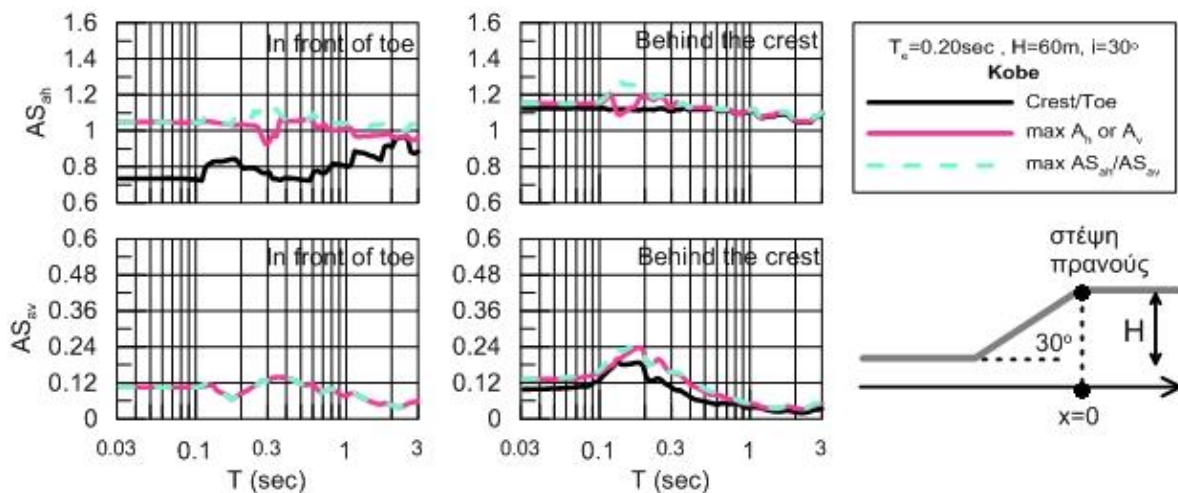 1.6
1.4
1.2
1
0.8
0.6
AS_ah
In front of toe
1.6
1.4
1.2
1
0.8
0.6
Behind the crest
T_e=0.20sec , H=60m, i=30°
Kobe
Crest/Toe
max A_h or A_v
max AS_ah/AS_av
0.6
0.48
0.36
0.24
0.12
0
AS_av
In front of toe
0.03 0.1 0.3 1 3
T (sec)
0.6
0.48
0.36
0.24
0.12
0
Behind the crest
0.03 0.1 0.3 1 3
T (sec)
στέψη
πρανούς
30°
H
x=0